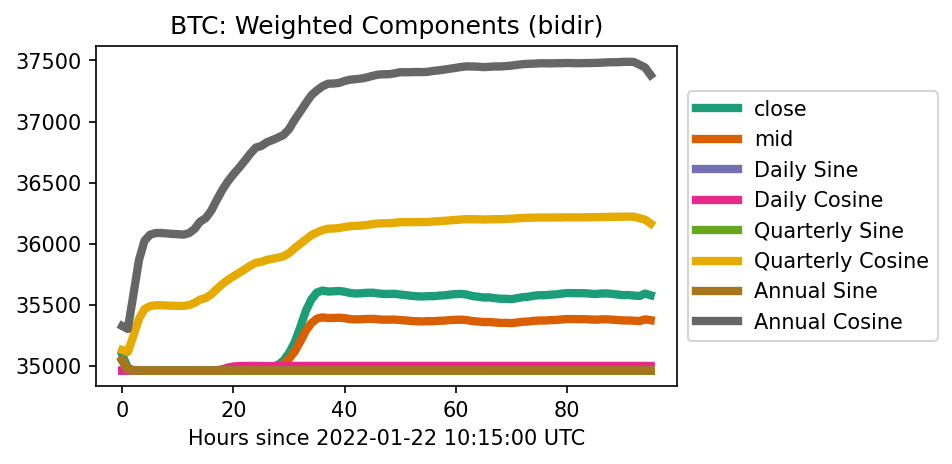 BTC: Weighted Components (bidir)
37500
37000
36500
36000
35500
35000
0
20
40
60
80
Hours since 2022-01-22 10:15:00 UTC
close
mid
Daily Sine
Daily Cosine
Quarterly Sine
Quarterly Cosine
Annual Sine
Annual Cosine